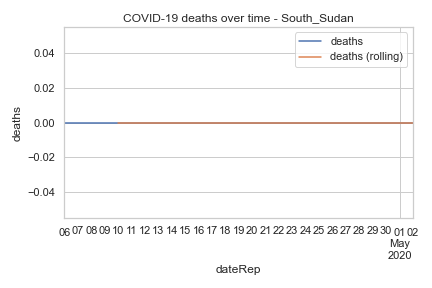 COVID-19 deaths over time - South_Sudan
deaths
deaths (rolling)
0.04
0.02
0.00
−0.02
−0.04
deaths
06 07 08 09 10 11 12 13 14 15 16 17 18 19 20 21 22 23 24 25 26 27 28 29 30 01 02
May
2020
dateRep